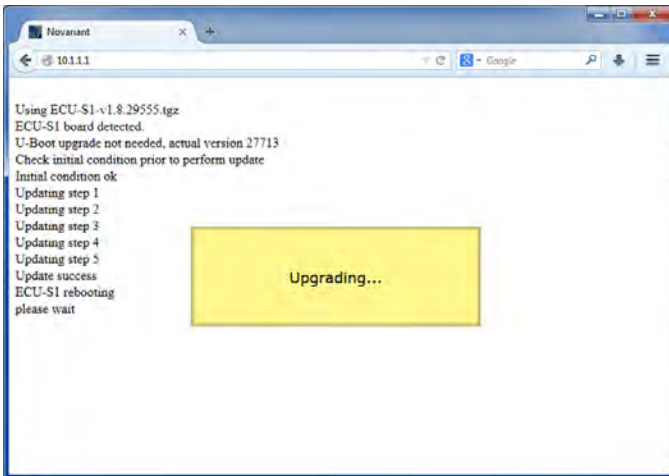 Novanant
10.1.1.1
Google
Using ECU-S1-v1.8.29555.tgz
ECU-S1 board detected.
U-Boot upgrade not needed, actual version 27713
Check initial condition prior to perform update
Initial condition ok
Updating step 1
Updating step 2
Updating step 3
Updating step 4
Updating step 5
Update success
ECU-S1 rebooting
please wait
Upgrading...